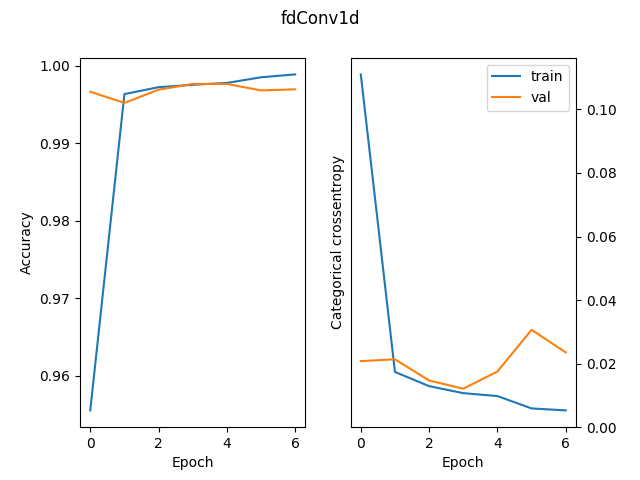 fdConv1d
Accuracy
1.00
0.99
0.98
0.97
0.96
0 2 4 6
Epoch
Categorical crossentropy
train
val
0.10
0.08
0.06
0.04
0.02
0.00
0 2 4 6
Epoch